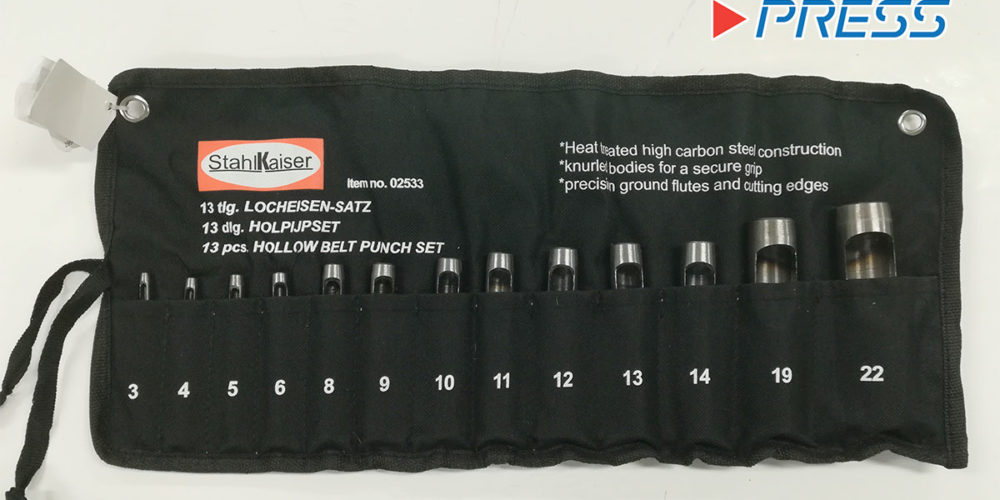 PRESS
StahlKaiser
Item no. 02533
13 tlg. LOCHEISEN-SATZ
13 dlg. HOLPIJPSET
13 pcs. HOLLOW BELT PUNCH SET
*Heat treated high carbon steel construction
*knurled bodies for a secure grip
*precisin ground flutes and cutting edges
3 4 5 6 8 9 10 11 12 13 14 19 22